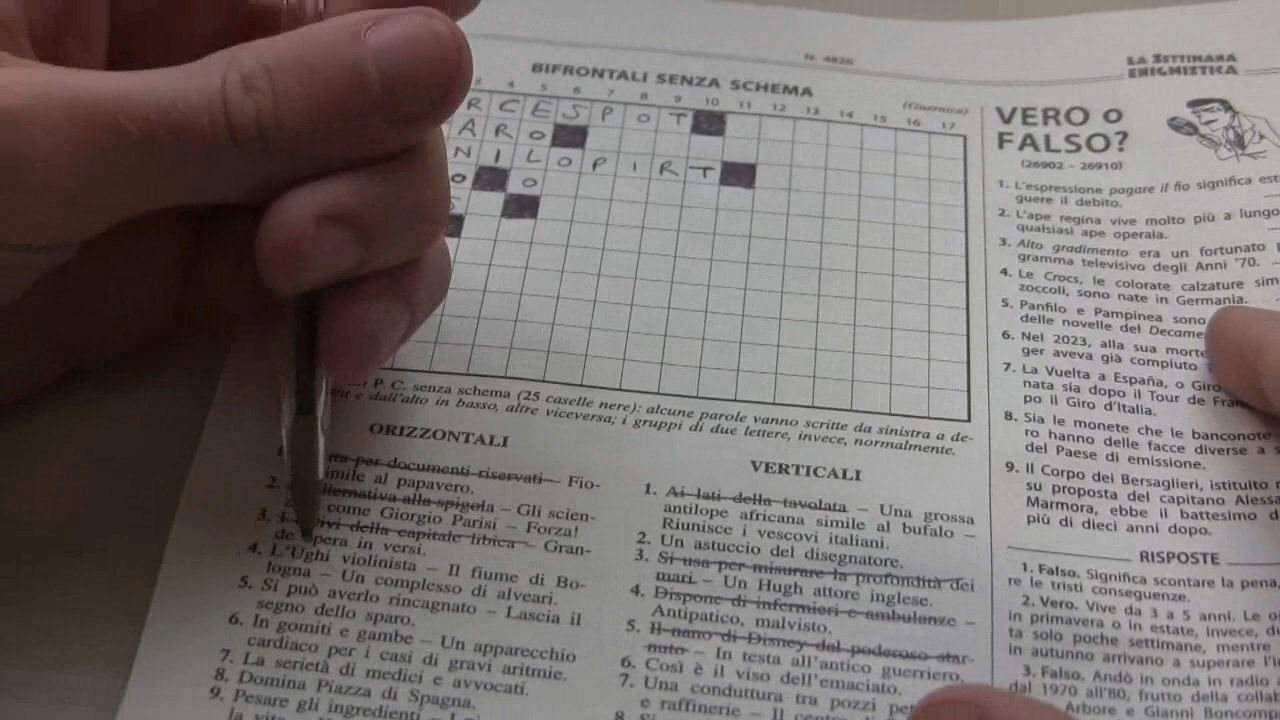 N. 4826
LA SETTIMANA
ENIGMISTICA
BIFRONTALI SENZA SCHEMA
(Ciucnica)
3 4 5 6 7 8 9 10 11 12 13 14 15 16 17
R C E S P O T
A R O
N I L O P I R T
O O
S
P. C. senza schema (25 caselle nere): alcune parole vanno scritte da sinistra a de-
e dall'alto in basso, altre viceversa; i gruppi di due lettere, invece, normalmente.
ORIZZONTALI
per documenti riservati – Fio-
simile al papavero.
2. alternativa alla spigola – Gli scien-
come Giorgio Parisi – Forza!
3. vivi della capitale libica – Gran-
de opera in versi.
4. L'Ughi violinista – Il fiume di Bo-
logna – Un complesso di alveari.
5. Si può averlo rincagnato – Lascia il
segno dello sparo.
6. In gomiti e gambe – Un apparecchio
cardiaco per i casi di gravi aritmie.
7. La serietà di medici e avvocati.
8. Domina Piazza di Spagna.
9. Pesare gli ingredienti –
la vita
VERTICALI
1. Ai lati della tavolata – Una grossa
antilope africana simile al bufalo –
Riunisce i vescovi italiani.
2. Un astuccio del disegnatore.
3. Si usa per misurare la profondità dei
mari – Un Hugh attore inglese.
4. Dispone di infermieri e ambulanze –
Antipatico, malvisto.
5. Il nano di Disney dal poderoso star-
nuto – In testa all'antico guerriero.
6. Così è il viso dell'emaciato.
7. Una conduttura tra pozzi
e raffinerie – Il
8. Si
VERO o
FALSO?
(26902 - 26910)
1. L'espressione pagare il fio significa
guere il debito.
2. L'ape regina vive molto più a lungo
qualsiasi ape operaia.
3. Alto gradimento era un fortunato
gramma televisivo degli Anni '70.
4. Le Crocs, le colorate calzature
zoccoli, sono nate in Germania.
5. Panfilo e Pampinea sono
delle novelle del
6. Nel 2023, alla sua morte
ger aveva già compiuto
7. La Vuelta a España, o Giro
nata sia dopo il Tour de
po il Giro d'Italia.
8. Sia le monete che le banconote
ro hanno delle facce diverse a
del Paese di emissione.
9. Il Corpo dei Bersaglieri, istituito
su proposta del capitano
Marmora, ebbe il battesimo
più di dieci anni dopo.
RISPOSTE
1. Falso. Significa scontare la pena,
re le tristi conseguenze.
2. Vero. Vive da 3 a 5 anni. Le
in primavera o in estate, invece,
ta solo poche settimane, mentre
in autunno arrivano a superare
3. Falso. Andò in onda in radio
dal 1970 all'80, frutto della
Arbore e Gianni